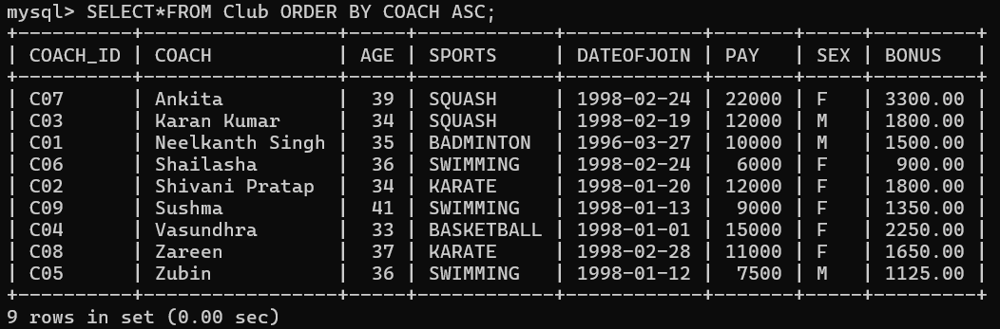 mysql> SELECT*FROM Club ORDER BY COACH ASC;
+----------+-----------------+-----+------------+------------+-------+-----+---------+
| COACH_ID | COACH           | AGE | SPORTS     | DATEOFJOIN | PAY   | SEX | BONUS   |
+----------+-----------------+-----+------------+------------+-------+-----+---------+
| C07      | Ankita          |  39 | SQUASH     | 1998-02-24 | 22000 | F   | 3300.00 |
| C03      | Karan Kumar     |  34 | SQUASH     | 1998-02-19 | 12000 | M   | 1800.00 |
| C01      | Neelkanth Singh |  35 | BADMINTON  | 1996-03-27 | 10000 | M   | 1500.00 |
| C06      | Shailasha       |  36 | SWIMMING   | 1998-02-24 |  6000 | F   |  900.00 |
| C02      | Shivani Pratap  |  34 | KARATE     | 1998-01-20 | 12000 | F   | 1800.00 |
| C09      | Sushma          |  41 | SWIMMING   | 1998-01-13 |  9000 | F   | 1350.00 |
| C04      | Vasundhra       |  33 | BASKETBALL | 1998-01-01 | 15000 | F   | 2250.00 |
| C08      | Zareen          |  37 | KARATE     | 1998-02-28 | 11000 | F   | 1650.00 |
| C05      | Zubin           |  36 | SWIMMING   | 1998-01-12 |  7500 | M   | 1125.00 |
+----------+-----------------+-----+------------+------------+-------+-----+---------+
9 rows in set (0.00 sec)